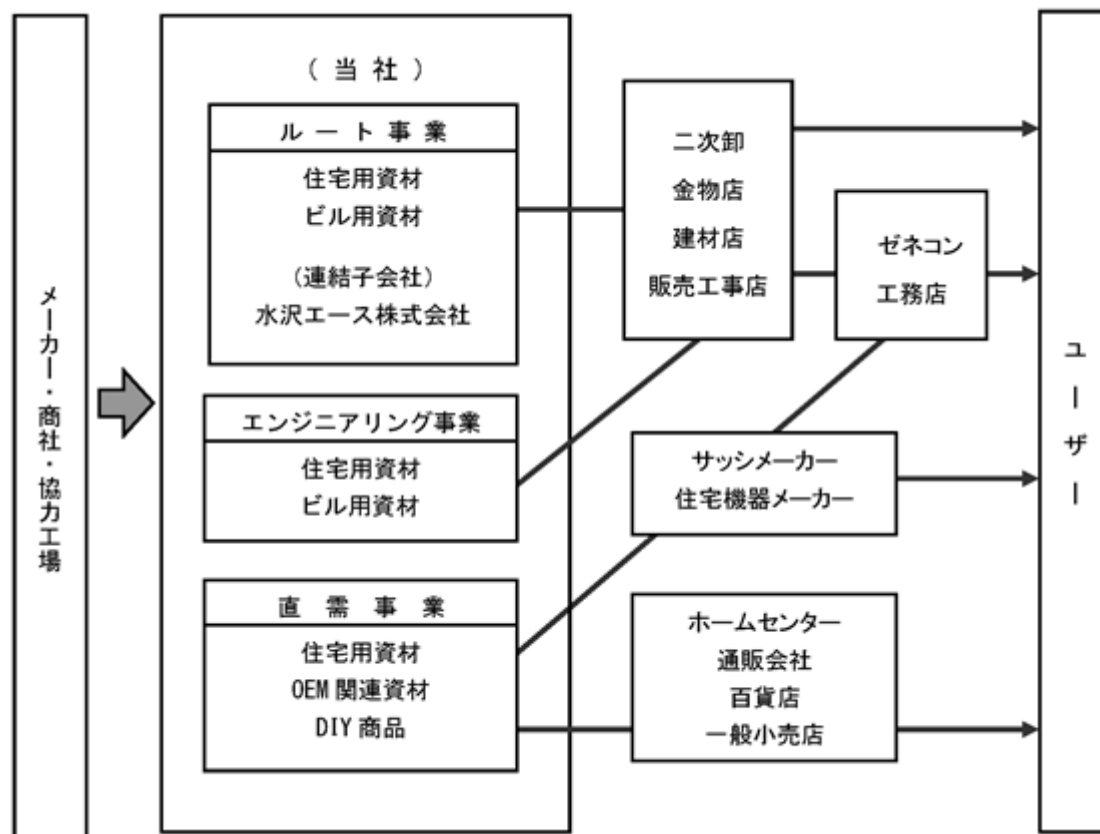 メーカー・商社・協力工場
(当社)
ルート事業
住宅用資材
ビル用資材
(連結子会社)
水沢エース株式会社
エンジニアリング事業
住宅用資材
ビル用資材
直需事業
住宅用資材
OEM関連資材
DIY商品
二次卸
金物店
建材店
販売工事店
ゼネコン
工務店
サッシメーカー
住宅機器メーカー
ホームセンター
通販会社
百貨店
一般小売店
ユーザー